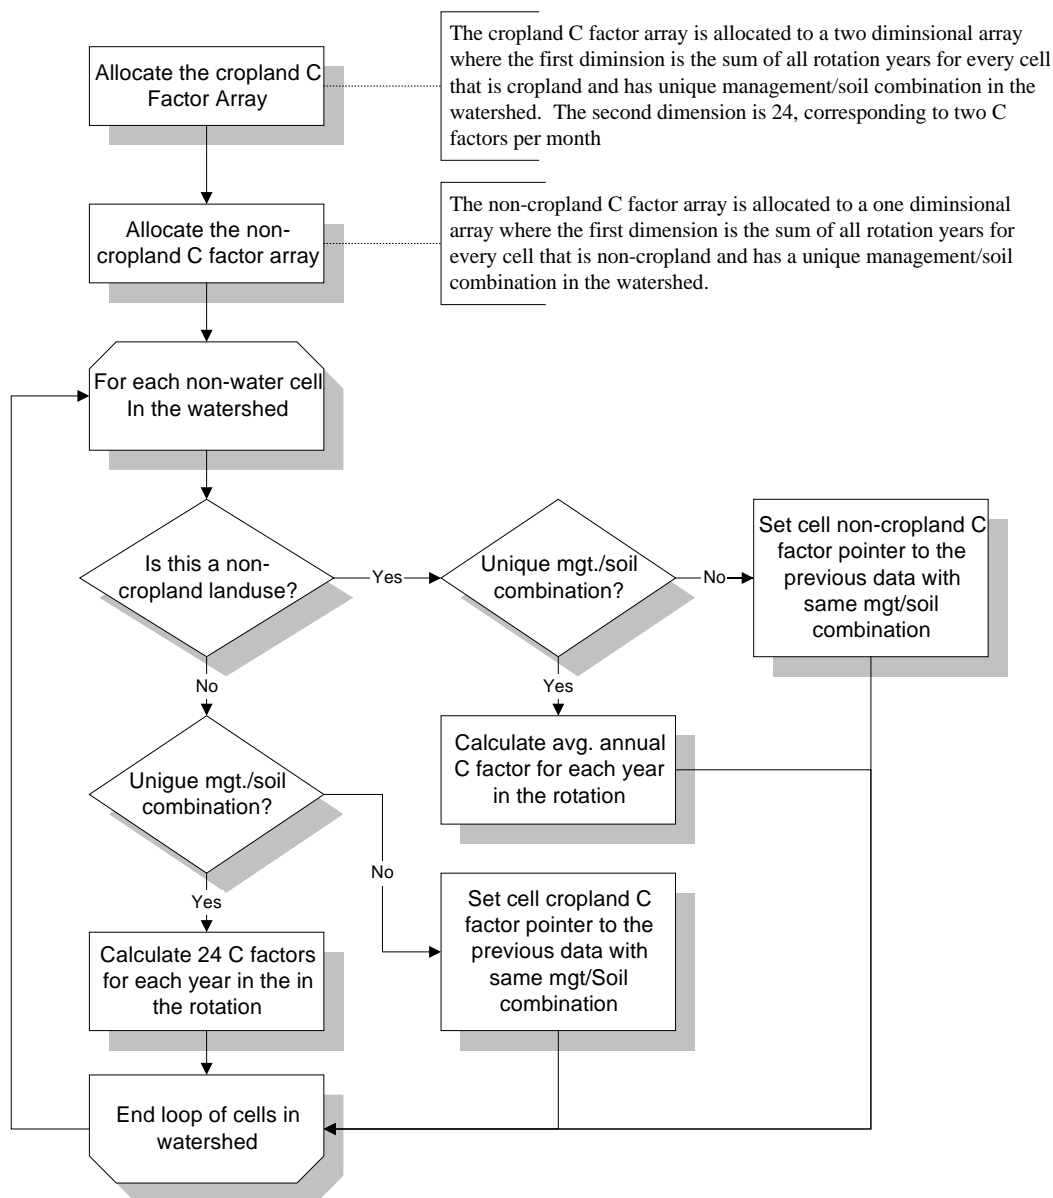 Allocate the cropland C
Factor Array
The cropland C factor array is allocated to a two diminsional array
where the first diminsion is the sum of all rotation years for every cell
that is cropland and has unique management/soil combination in the
watershed.  The second dimension is 24, corresponding to two C
factors per month
Allocate the non-
cropland C factor array
The non-cropland C factor array is allocated to a one diminsional
array where the first dimension is the sum of all rotation years for
every cell that is non-cropland and has a unique management/soil
combination in the watershed.
For each non-water cell
In the watershed
Is this a non-
cropland landuse?
Yes
Unique mgt./soil
combination?
No
Set cell non-cropland C
factor pointer to the
previous data with
same mgt/soil
combination
No
Yes
Unigue mgt./soil
combination?
Calculate avg. annual
C factor for each year
in the rotation
No
Yes
Set cell cropland C
factor pointer to the
previous data with
same mgt/Soil
combination
Calculate 24 C factors
for each year in the in
the rotation
End loop of cells in
watershed